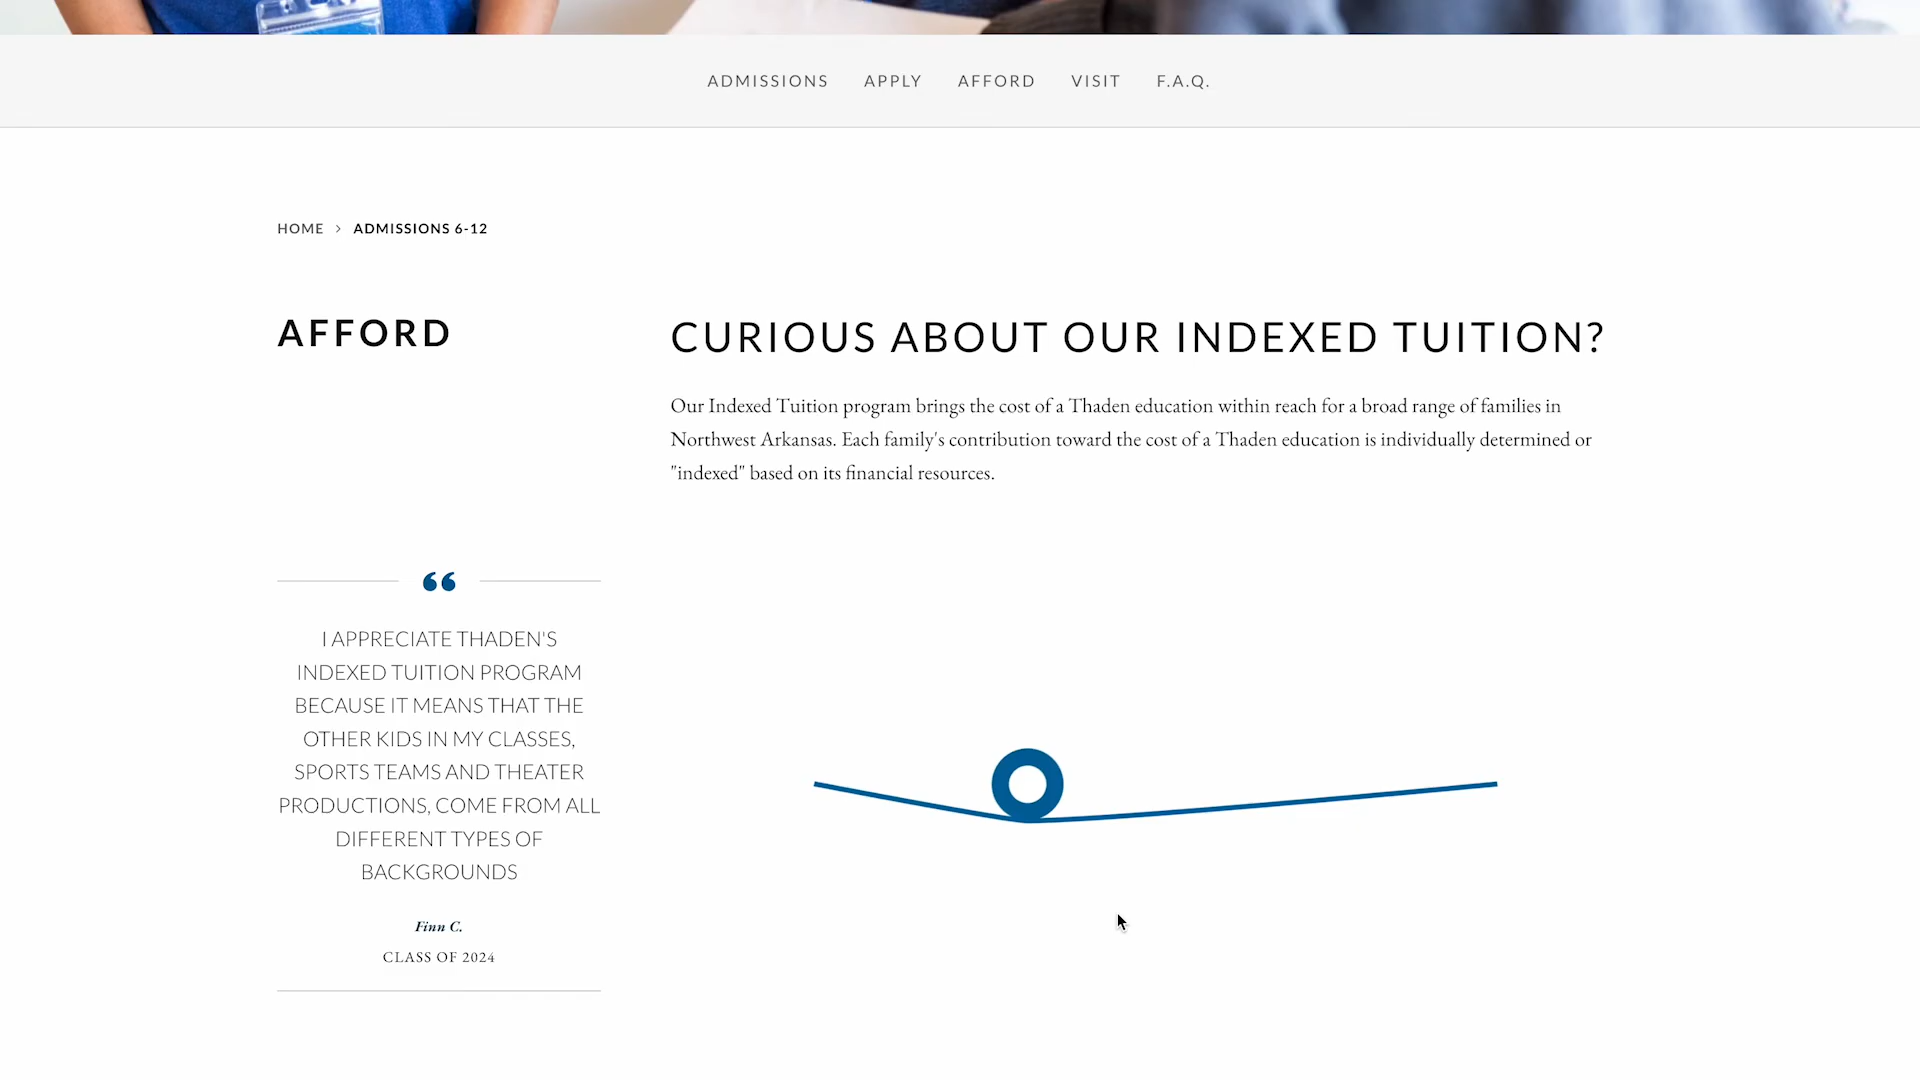 ADMISSIONS APPLY AFFORD VISIT F.A.Q.
HOME > ADMISSIONS 6-12
AFFORD
CURIOUS ABOUT OUR INDEXED TUITION?
Our Indexed Tuition program brings the cost of a Thaden education within reach for a broad range of families in
Northwest Arkansas. Each family's contribution toward the cost of a Thaden education is individually determined or
"indexed" based on its financial resources.
“
I APPRECIATE THADEN'S
INDEXED TUITION PROGRAM
BECAUSE IT MEANS THAT THE
OTHER KIDS IN MY CLASSES,
SPORTS TEAMS AND THEATER
PRODUCTIONS, COME FROM ALL
DIFFERENT TYPES OF
BACKGROUNDS
Finn C.
CLASS OF 2024